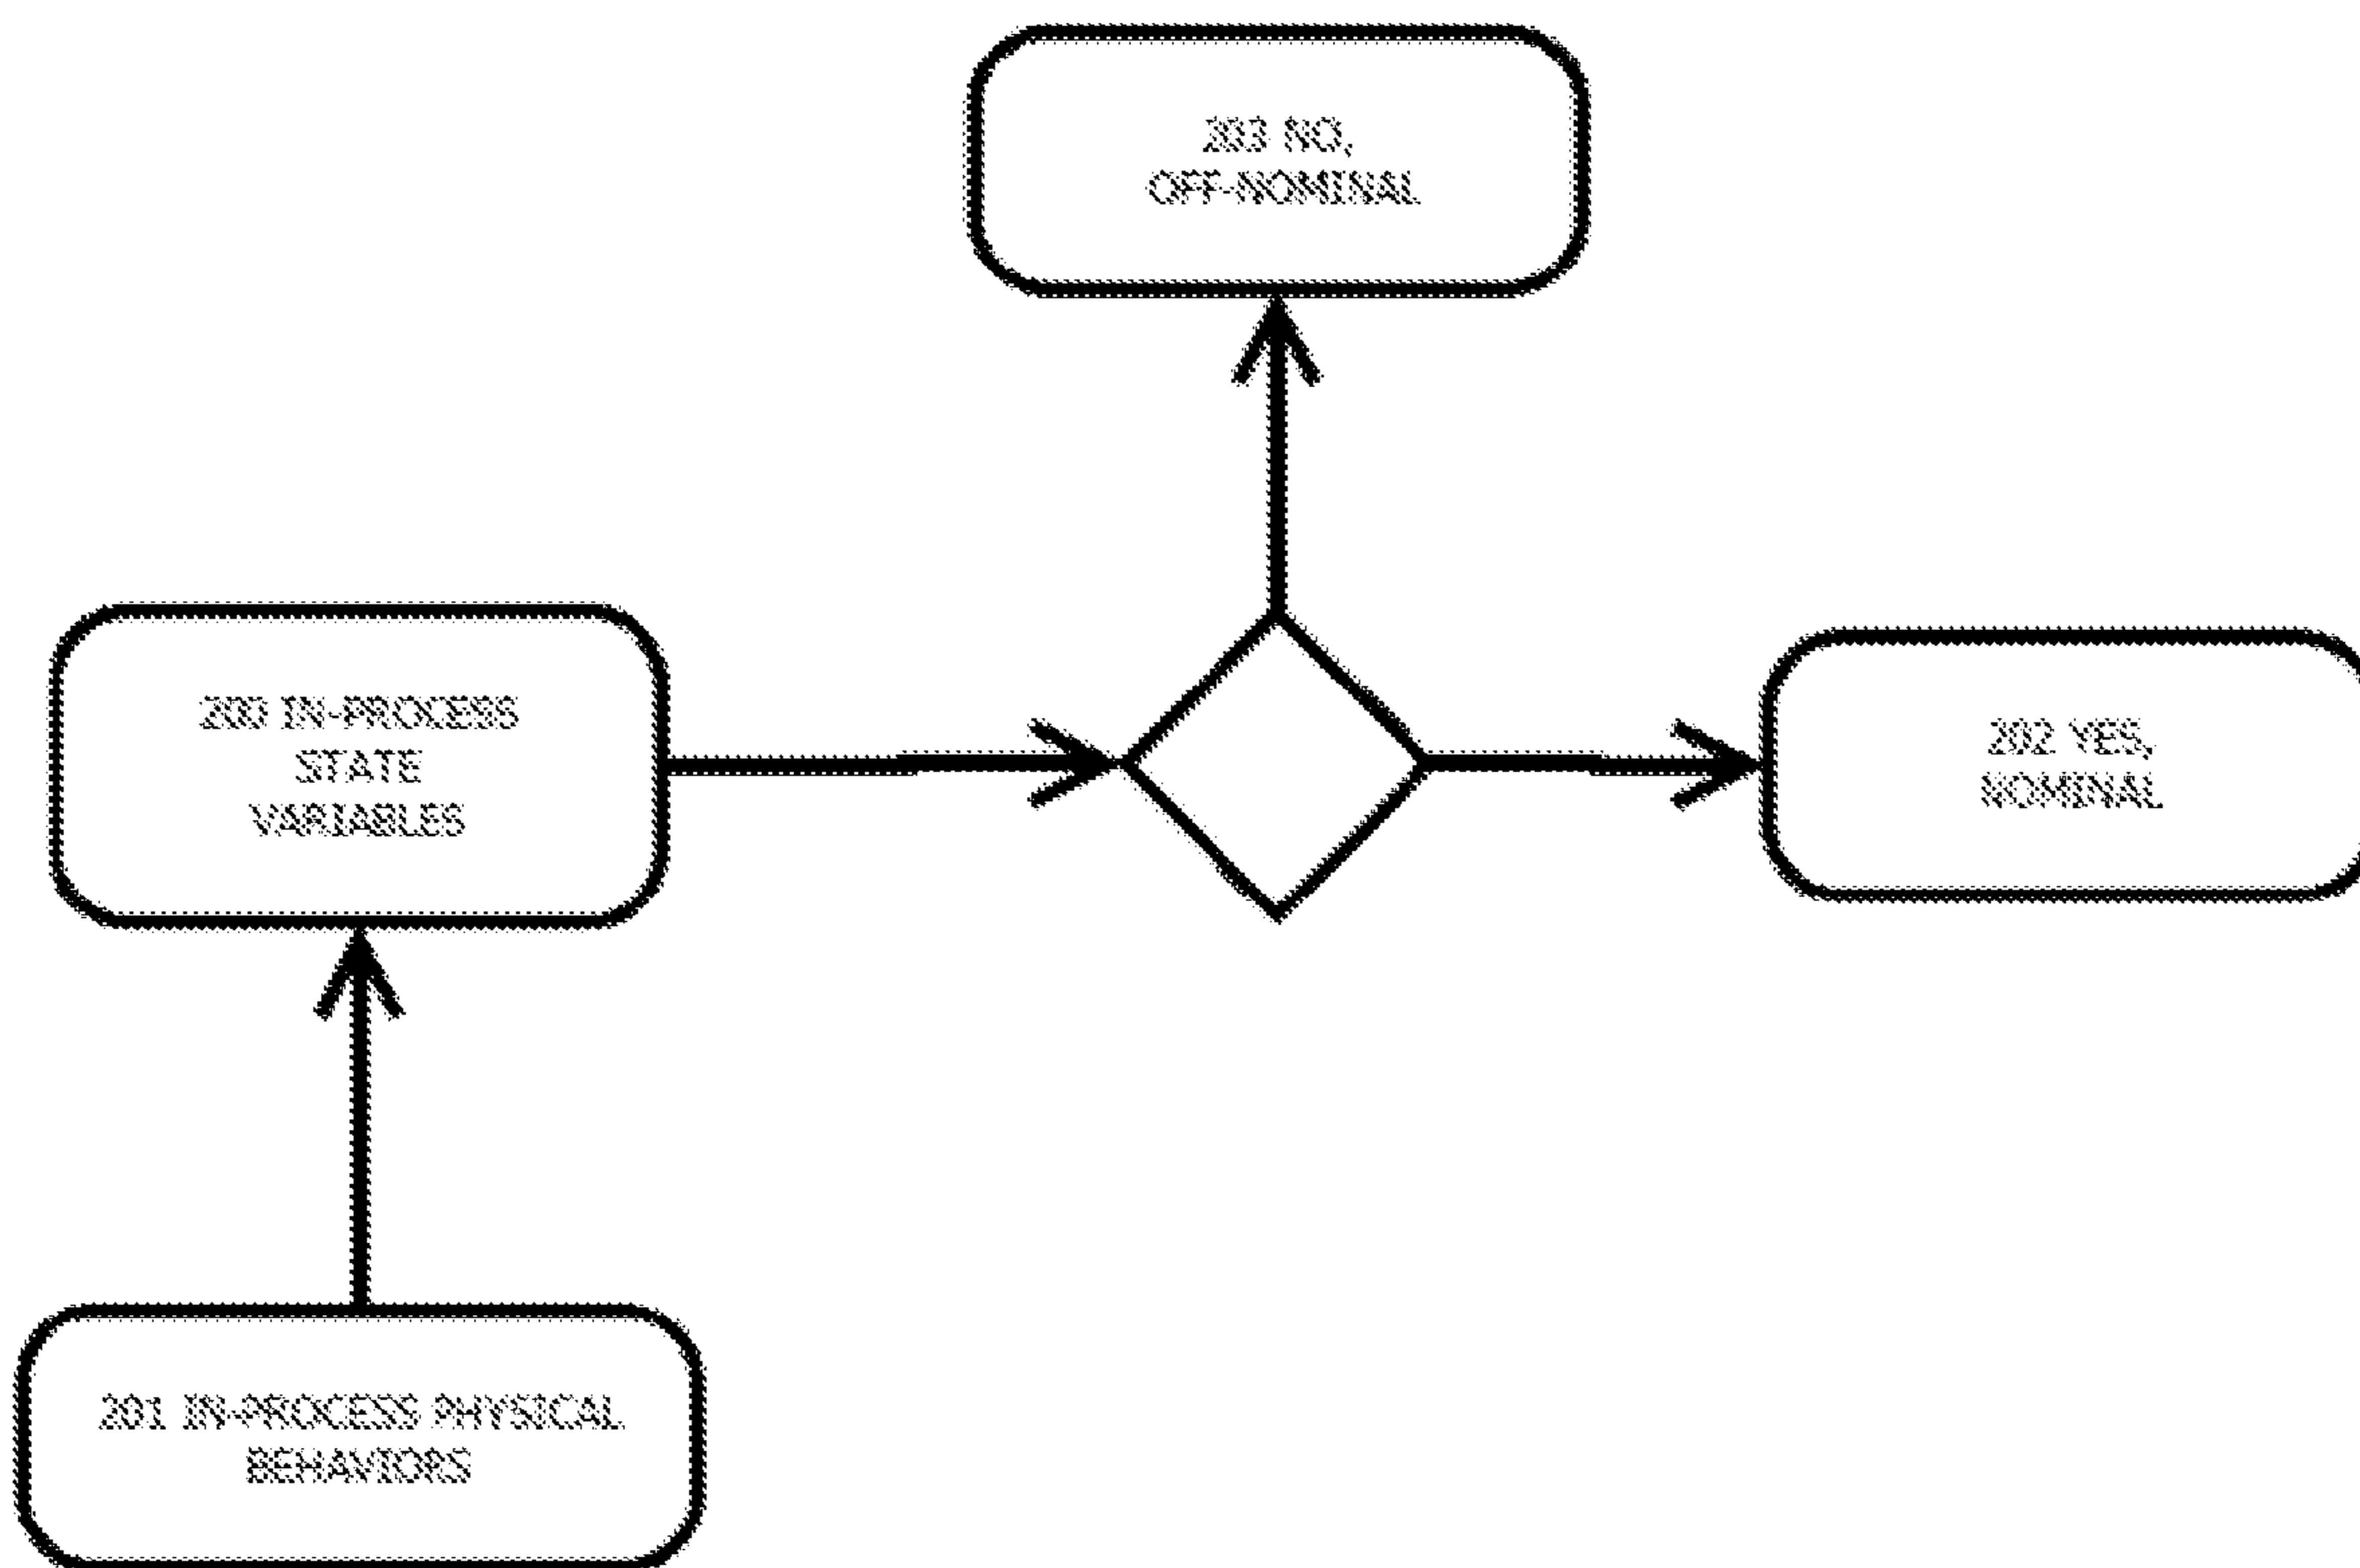 203 NO,
OFF-NOMINAL
200 IN-PROCESS
STATE
VARIABLES
202 YES,
NOMINAL
201 IN-PROCESS PHYSICAL
BEHAVIORS